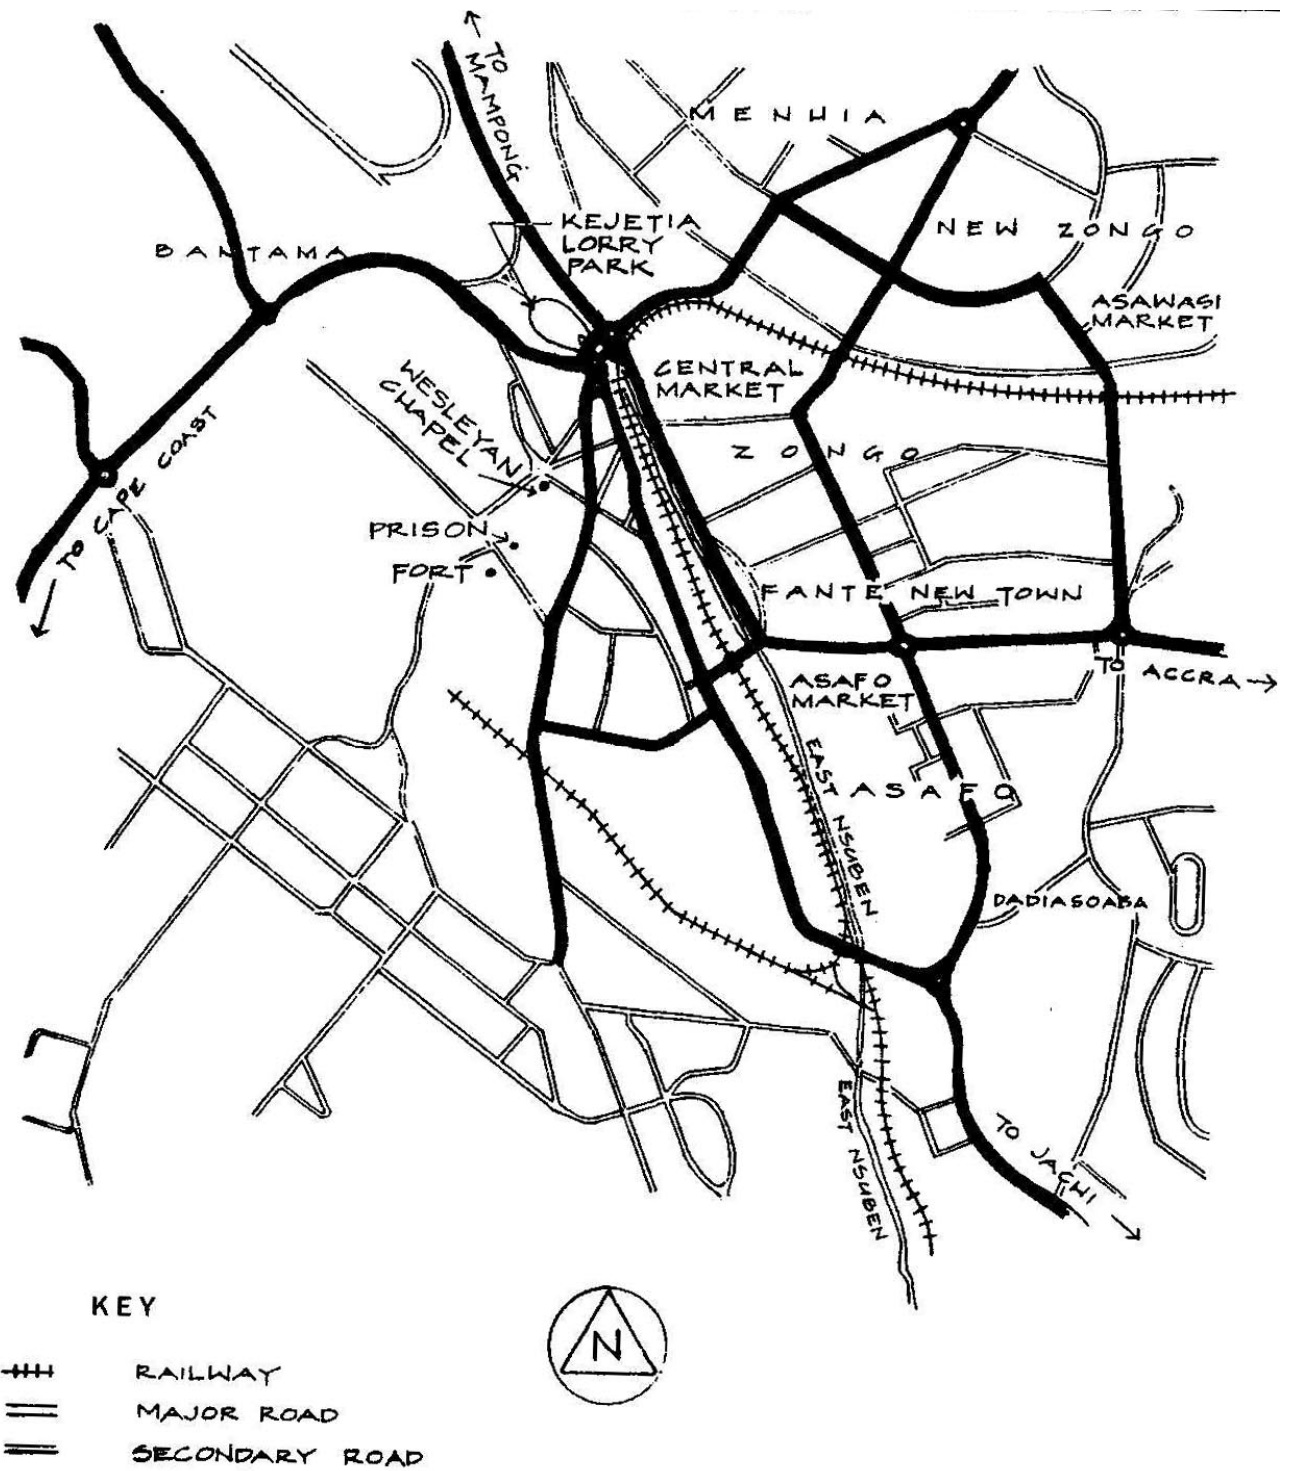 TO
MAMPONG
MENHIA
KEJETIA
LORRY
PARK
NEW ZONGO
BANTAMA
ASAWASI
MARKET
CENTRAL
MARKET
WESLEYAN
CHAPEL
ZONGO
TO CAPE COAST
PRISON
FORT
FANTE NEW TOWN
ASAFO
MARKET
TO ACCRA
EAST NSUBEN
ASAFO
DADIASOABA
EAST NSUBEN
TO JACHI
KEY
N
RAILWAY
MAJOR ROAD
SECONDARY ROAD